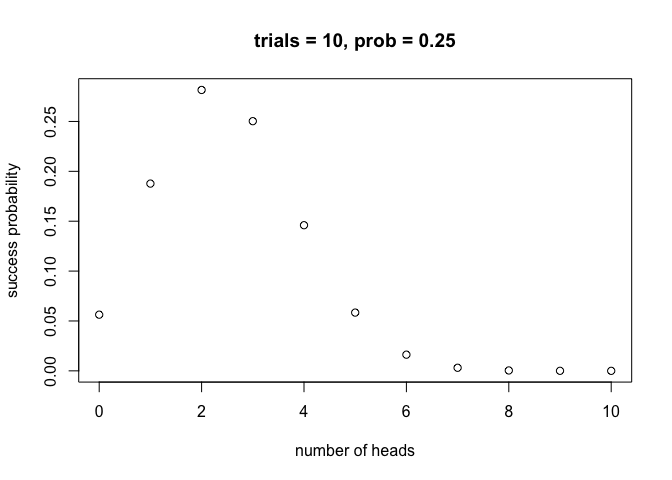 trials = 10, prob = 0.25
success probability
0.25
0.20
0.15
0.10
0.05
0.00
0 2 4 6 8 10
number of heads